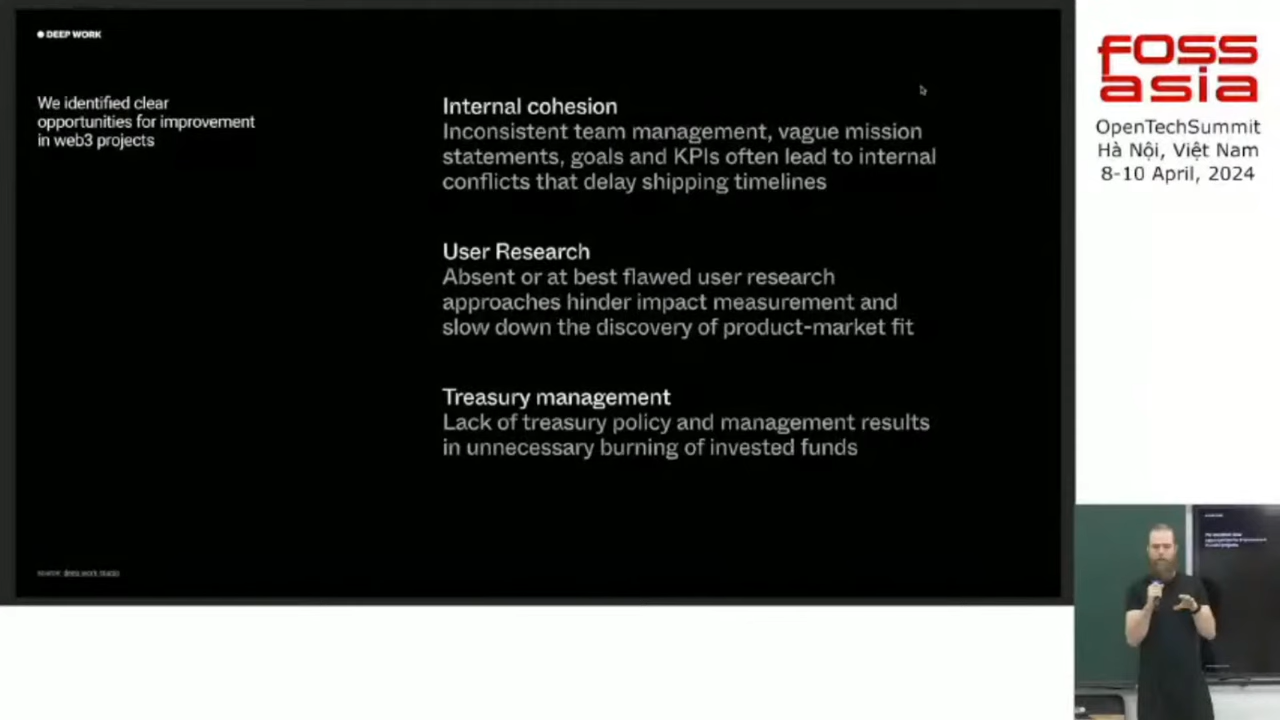 DEEP WORK
We identified clear
opportunities for improvement
in web3 projects
Internal cohesion
Inconsistent team management, vague mission
statements, goals and KPIs often lead to internal
conflicts that delay shipping timelines
User Research
Absent or at best flawed user research
approaches hinder impact measurement and
slow down the discovery of product-market fit
Treasury management
Lack of treasury policy and management results
in unnecessary burning of invested funds
source: deep work studio
FOSS
asia
OpenTechSummit
Hà Nội, Việt Nam
8-10 April, 2024